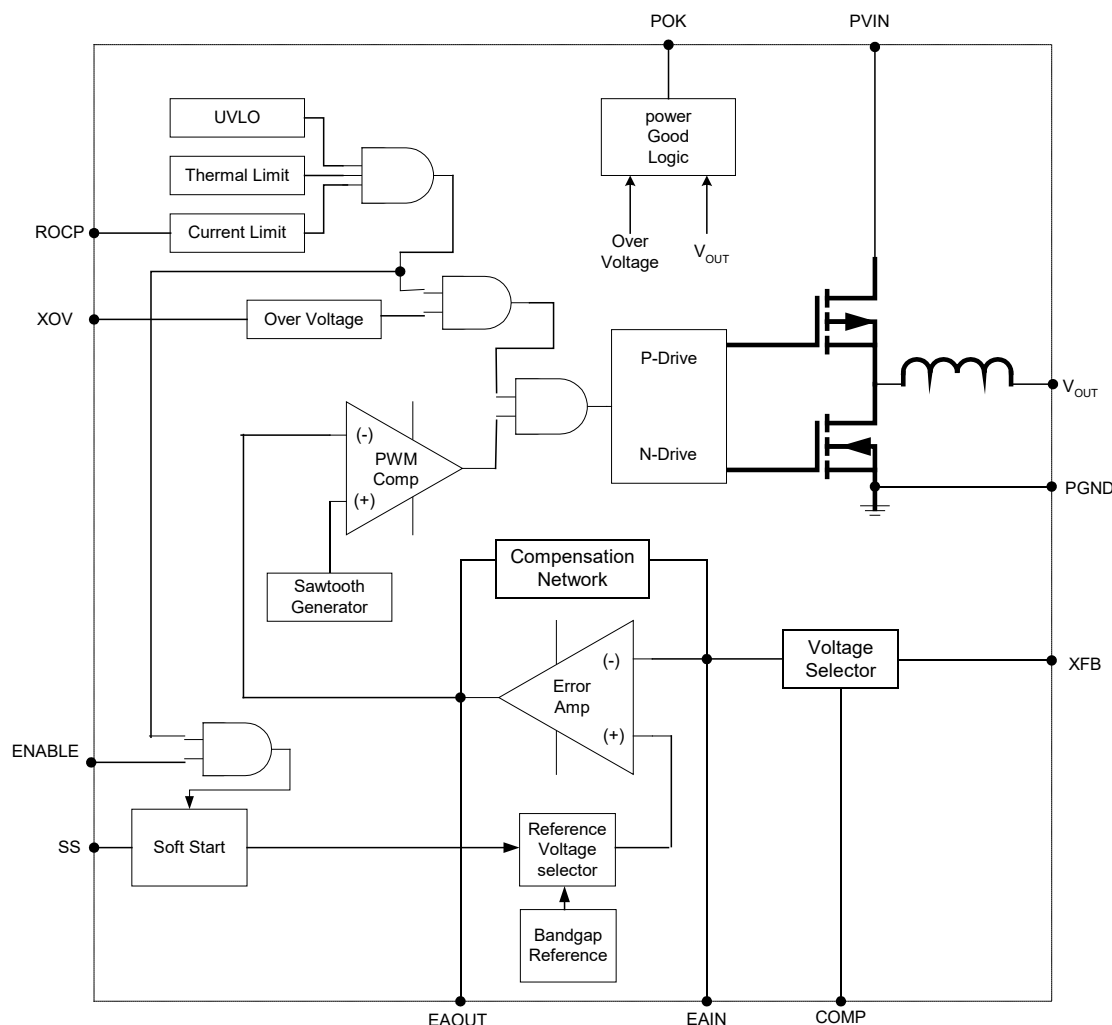 POK
PVIN
UVLO
power
Good
Logic
Thermal Limit
ROCP
Current Limit
Over
Voltage
VOUT
XOV
Over Voltage
P-Drive
VOUT
(-)
PWM
Comp
(+)
N-Drive
PGND
Sawtooth
Generator
Compensation
Network
(-)
Error
Amp
(+)
Voltage
Selector
XFB
ENABLE
SS
Soft Start
Reference
Voltage
selector
Bandgap
Reference
EAOUT
EAIN
COMP